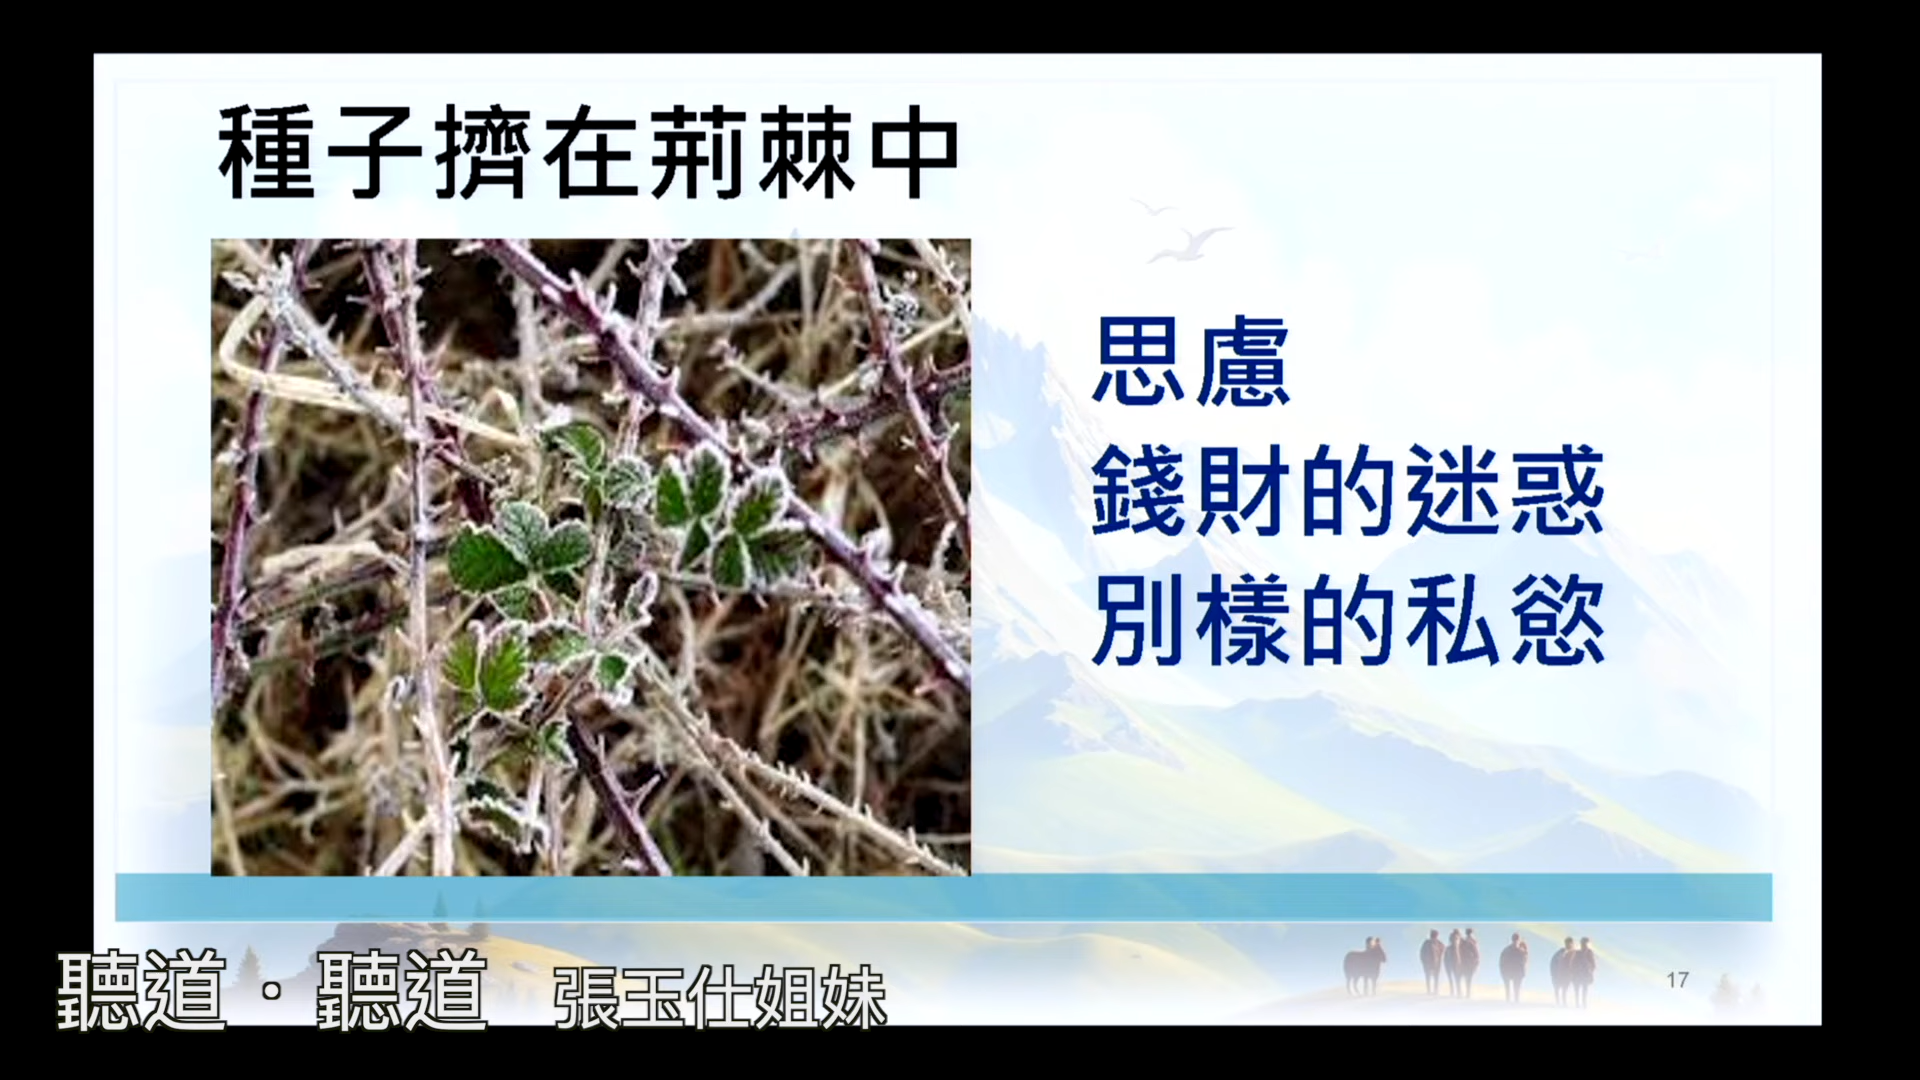 種子擠在荊棘中
思慮
錢財的迷惑
別樣的私慾
17
聽道・聽道 張玉仕姐妹